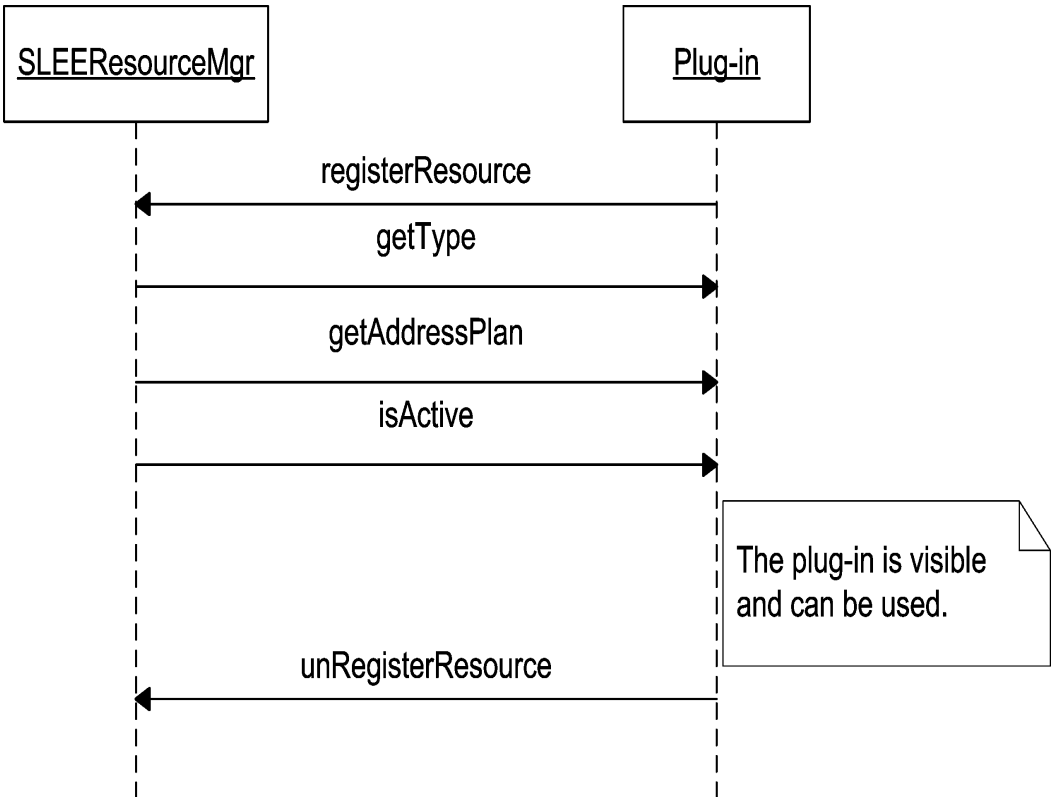 SLEEResourceMgr
Plug-in
registerResource
getType
getAddressPlan
isActive
The plug-in is visible
and can be used.
unRegisterResource